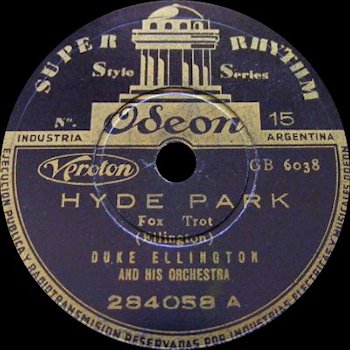 SUPER RHYTHM
Style Series
Nº. 15
Odeon
INDUSTRIA ARGENTINA
Veroton
GB 6038
HYDE PARK
Fox Trot
(Ellington)
DUKE ELLINGTON
AND HIS ORCHESTRA
284058 A
EJECUCION PUBLICA Y RADIOTRANSMISION RESERVADAS POR INDUSTRIAS ELECTRICAS Y MUSICALES ODEON